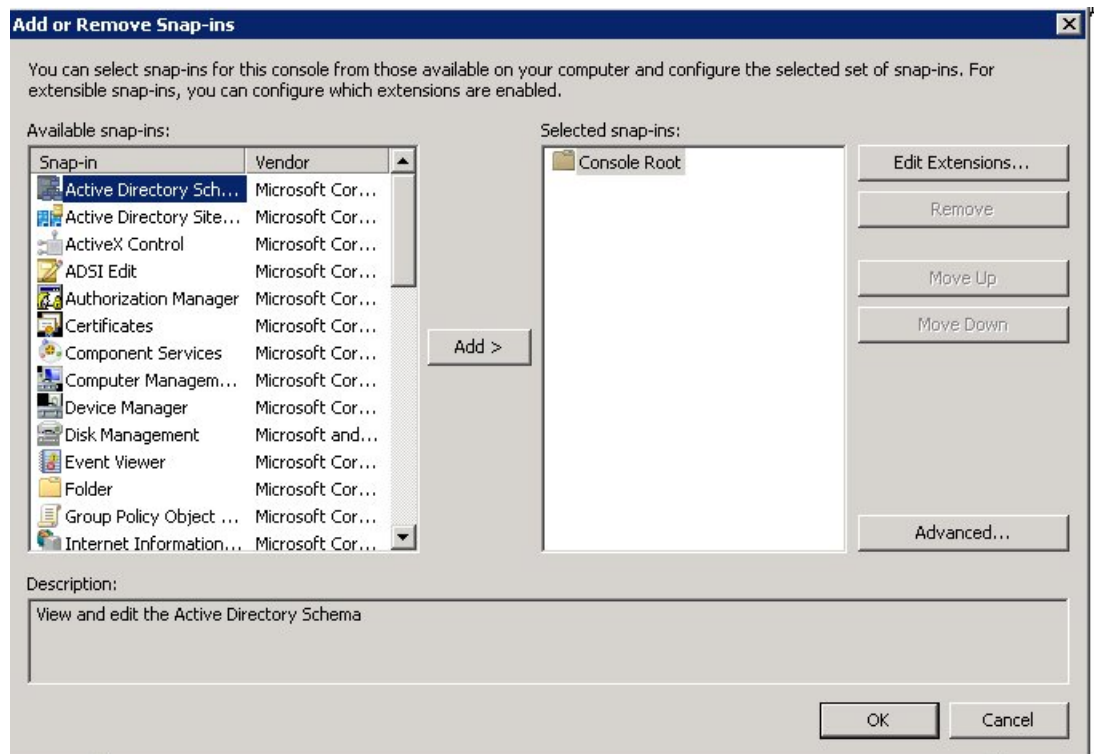 Add or Remove Snap-ins
You can select snap-ins for this console from those available on your computer and configure the selected set of snap-ins. For
extensible snap-ins, you can configure which extensions are enabled.
Available snap-ins:
Snap-in Vendor
Active Directory Sch... Microsoft Cor...
Active Directory Site... Microsoft Cor...
ActiveX Control Microsoft Cor...
ADSI Edit Microsoft Cor...
Authorization Manager Microsoft Cor...
Certificates Microsoft Cor...
Component Services Microsoft Cor...
Computer Managem... Microsoft Cor...
Device Manager Microsoft Cor...
Disk Management Microsoft and...
Event Viewer Microsoft Cor...
Folder Microsoft Cor...
Group Policy Object ... Microsoft Cor...
Internet Information... Microsoft Cor...
Add >
Selected snap-ins:
Console Root
Edit Extensions...
Remove
Move Up
Move Down
Advanced...
Description:
View and edit the Active Directory Schema
OK
Cancel